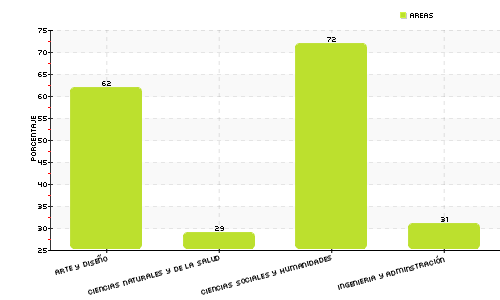 AREAS
75
70
65
60
55
50
45
40
35
30
25
PORCENTAJE
62
29
72
31
ARTE Y DISEÑO
CIENCIAS NATURALES Y DE LA SALUD
CIENCIAS SOCIALES Y HUMANIDADES
INGENIERIA Y ADMINSTRACIÓN